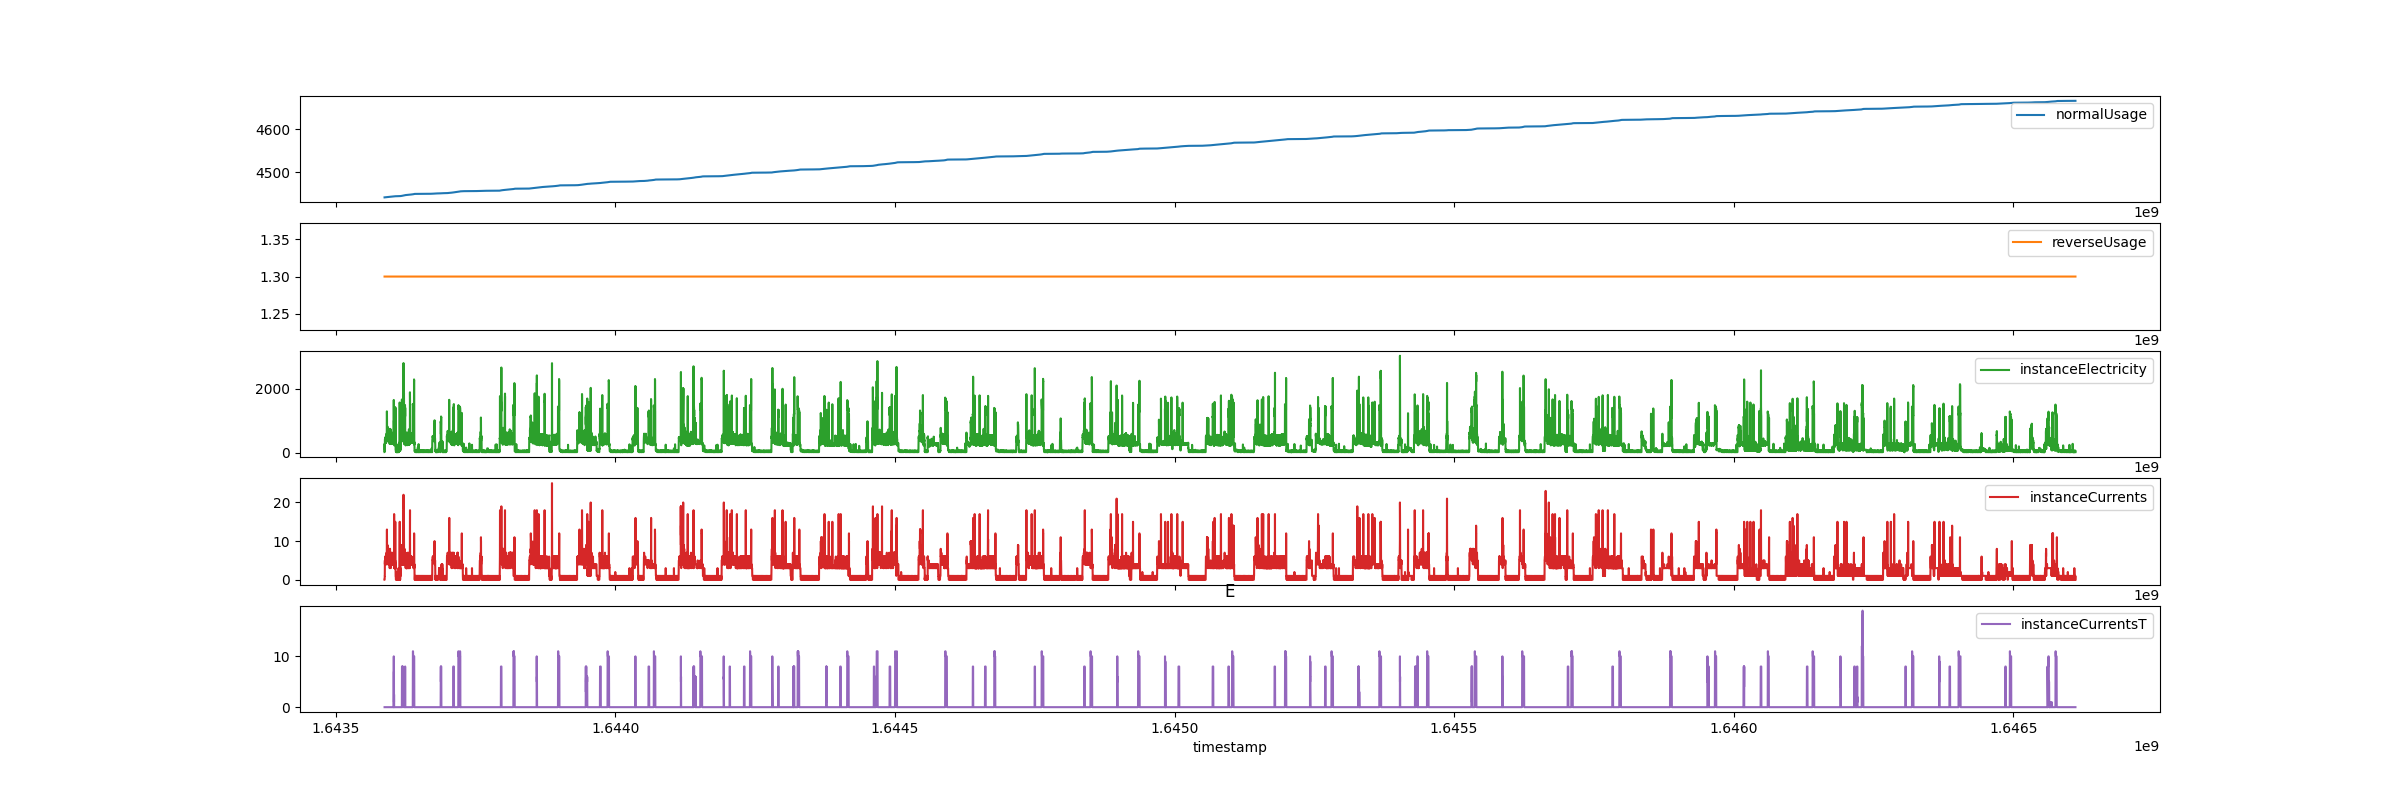 normalUsage
4600
4500
1e9
reverseUsage
1.35
1.30
1.25
1e9
instanceElectricity
2000
0
1e9
instanceCurrents
20
10
0
1e9
E
instanceCurrentsT
10
0
1.6435 1.6440 1.6445 1.6450 1.6455 1.6460 1.6465
timestamp
1e9